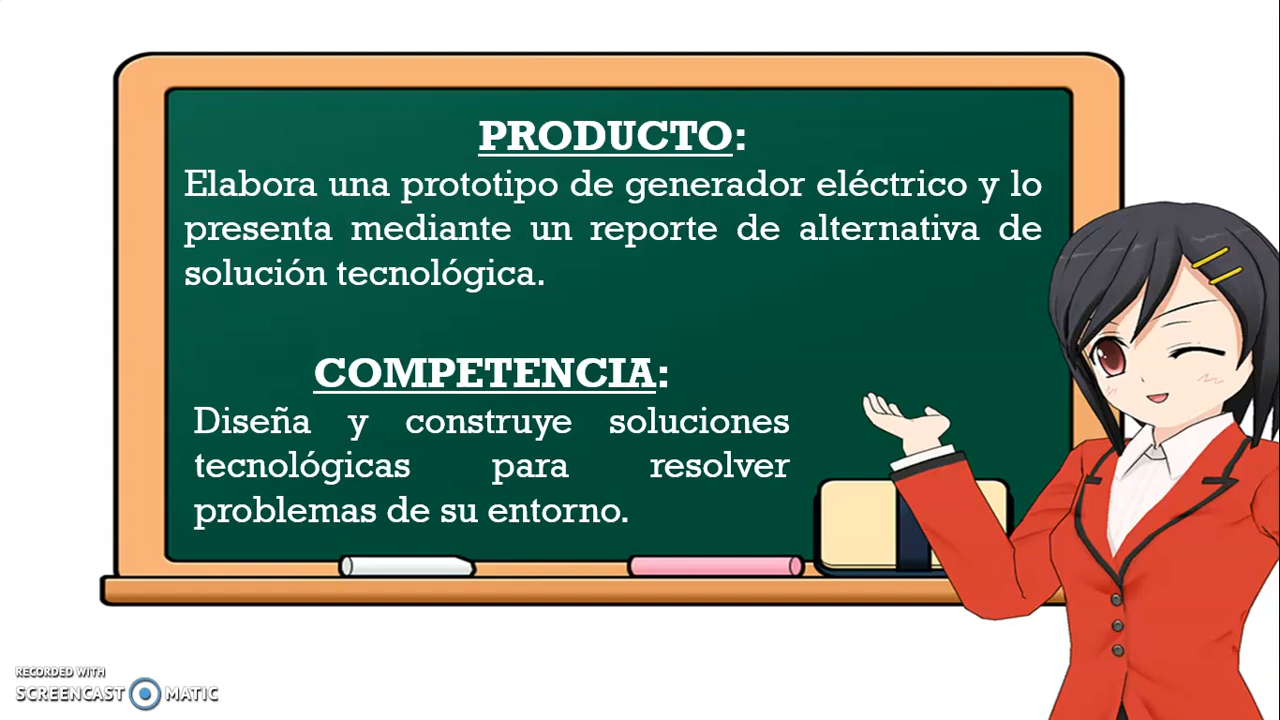 PRODUCTO:
Elabora una prototipo de generador eléctrico y lo
presenta mediante un reporte de alternativa de
solución tecnológica.
COMPETENCIA:
Diseña y construye soluciones
tecnológicas para resolver
problemas de su entorno.
RECORDED WITH
SCREENCAST MATIC